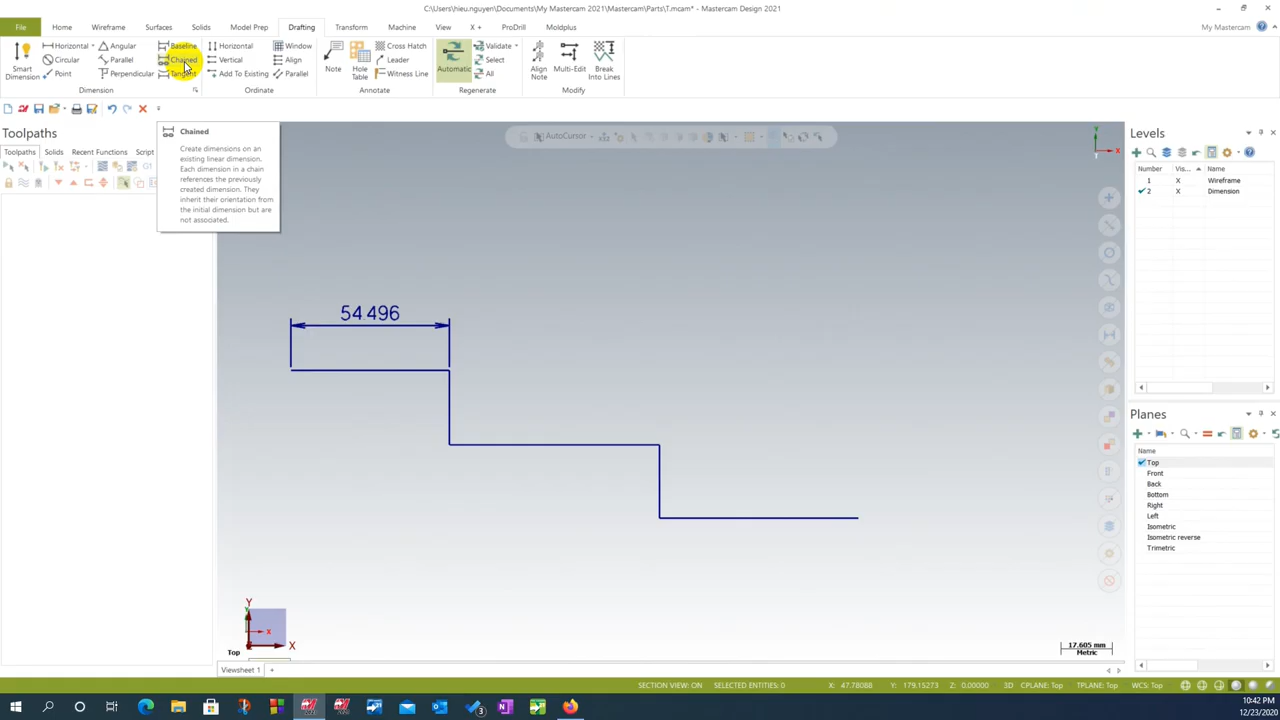 C:\Users\hieu.nguyen\Documents\My Mastercam 2021\Mastercam\Parts\T.mcam* - Mastercam Design 2021
File Home Wireframe Surfaces Solids Model Prep Drafting Transform Machine View X + ProDrill Moldplus My Mastercam
Horizontal Angular Baseline Horizontal Window Cross Hatch Validate
Smart Dimension Circular Parallel Chained Vertical Align Note Hole Table Leader Automatic Select Align Note Multi-Edit Break Into Lines
Point Perpendicular Tangent Add To Existing Parallel Witness Line All
Dimension Ordinate Annotate Regenerate Modify
Toolpaths
Toolpaths Solids Recent Functions Script
G1
Chained
Create dimensions on an
existing linear dimension.
Each dimension in a chain
references the previously
created dimension. They
inherit their orientation from
the initial dimension but are
not associated.
AutoCursor
54.496
Y
X
T
Levels
Number Vis... Name
1 X Wireframe
2 X Dimension
Planes
Name
Top
Front
Back
Bottom
Right
Left
Isometric
Isometric reverse
Trimetric
Y
Y
X
X
Top
17.605 mm
Metric
Viewsheet 1 +
SECTION VIEW: ON SELECTED ENTITIES: 0 X: 47.78088 Y: 179.15273 Z: 0.00000 3D CPLANE: Top TPLANE: Top WCS: Top
10:42 PM
12/23/2020